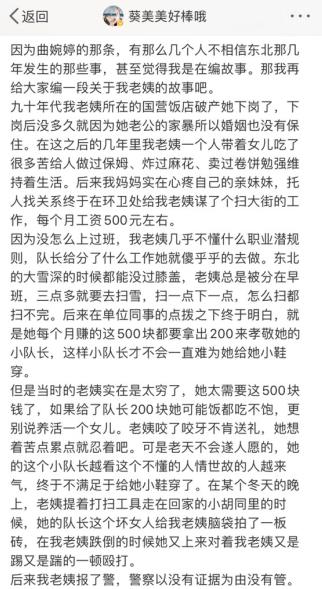 返回
葵美美好棒哦
因为曲婉婷的那条，有那么几个人不相信东北那几
年发生的那些事，甚至觉得我是在编故事。那我再
给大家编一段关于我老姨的故事吧。
九十年代我老姨所在的国营饭店破产她下岗了，下
岗后没多久就因为她老公的家暴所以婚姻也没有保
住。在这之后的几年里我老姨一个人带着女儿吃了
很多苦给人做过保姆、炸过麻花、卖过卷饼勉强维
持着生活。后来我妈妈实在心疼自己的亲妹妹，托
人找关系终于在环卫处给我老姨谋了个扫大街的工
作，每个月工资500元左右。
因为没怎么上过班，我老姨几乎不懂什么职业潜规
则，队长给分了什么工作她就傻乎乎的去做。东北
的大雪深的时候都能没过膝盖，老姨总是被分在早
班，三点多就要去扫雪，扫一点下一点，怎么扫都
扫不完。后来在单位同事的点拨之下终于明白，就
是她每个月赚的这500块都要拿出200来孝敬她的
小队长，这样小队长才不会一直难为她给她小鞋
穿。
但是当时的老姨实在是太穷了，她太需要这500块
钱了，如果给了队长200块她可能饭都吃不饱，更
别说养活一个女儿。老姨咬了咬牙不肯送礼，她想
着苦点累点就忍着吧。可是老天不会遂人愿的，她
的这个小队长越看这个不懂的人情世故的人越来
气，终于不满足于给她小鞋穿了。在某个冬天的晚
上，老姨提着打扫工具走在回家的小胡同里的时
候，她的队长这个坏女人给我老姨脑袋拍了一板
砖，在我老姨跌倒的时候她又上来对着我老姨又是
踢又是踹的一顿殴打。
后来我老姨报了警，警察以没有证据为由没有管。